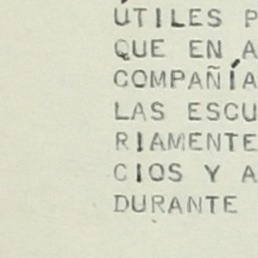 ÚTILES P
QUE EN A
COMPAÑÍA
LAS ESCU
RIAMENTE
CIOS Y A
DURANTE